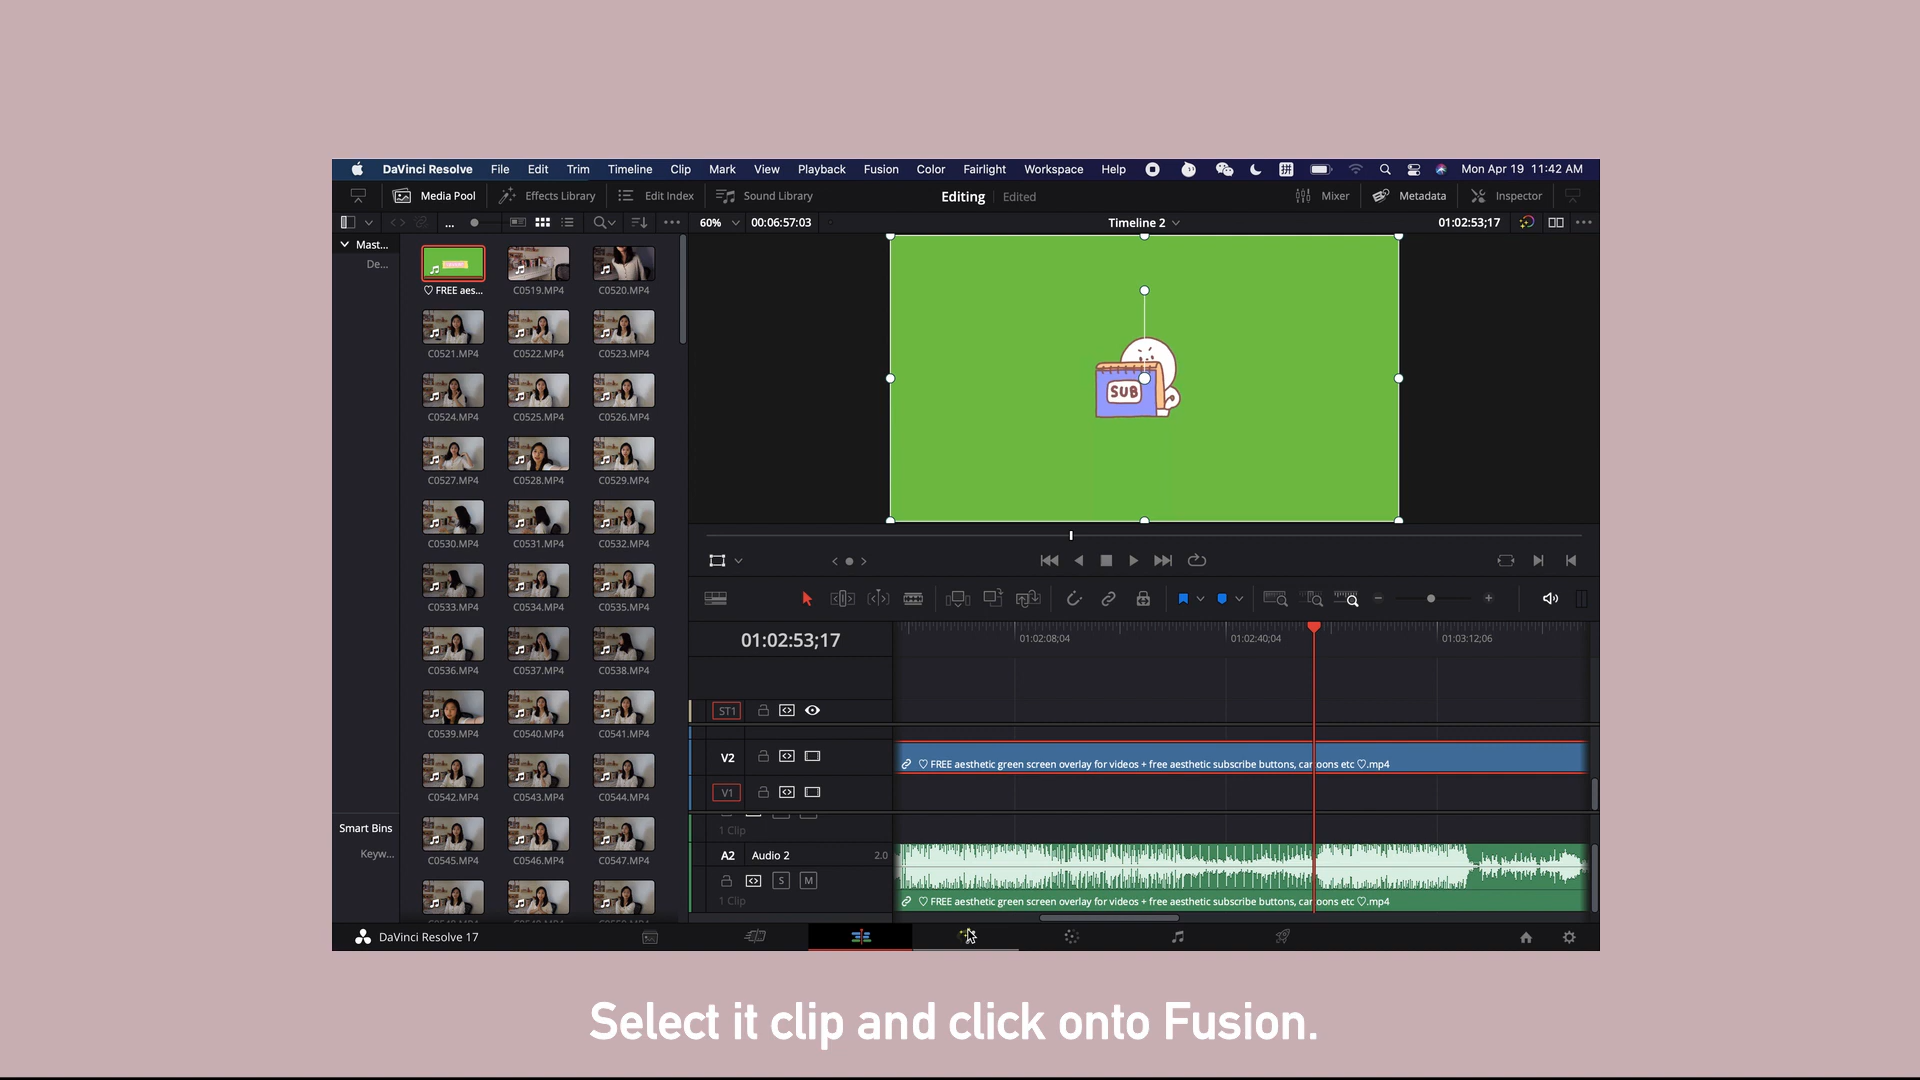 DaVinci Resolve File Edit Trim Timeline Clip Mark View Playback Fusion Color Fairlight Workspace Help Mon Apr 19 11:42 AM
Media Pool Effects Library Edit Index Sound Library Editing Edited Mixer Metadata Inspector
... 60% 00:06:57:03 Timeline 2 01:02:53;17
Mast...
De...
♡ FREE aes... C0519.MP4 C0520.MP4
C0521.MP4 C0522.MP4 C0523.MP4
C0524.MP4 C0525.MP4 C0526.MP4
C0527.MP4 C0528.MP4 C0529.MP4
C0530.MP4 C0531.MP4 C0532.MP4
C0533.MP4 C0534.MP4 C0535.MP4
C0536.MP4 C0537.MP4 C0538.MP4
C0539.MP4 C0540.MP4 C0541.MP4
C0542.MP4 C0543.MP4 C0544.MP4
C0545.MP4 C0546.MP4 C0547.MP4
Smart Bins
Keyw...
SUB
01:02:53;17
01:02:08;04 01:02:40;04 01:03:12;06
ST1
V2
♡ FREE aesthetic green screen overlay for videos + free aesthetic subscribe buttons, cartoons etc ♡.mp4
V1
1 Clip
A2 Audio 2 2.0
S M
1 Clip
♡ FREE aesthetic green screen overlay for videos + free aesthetic subscribe buttons, cartoons etc ♡.mp4
DaVinci Resolve 17
Select it clip and click onto Fusion.